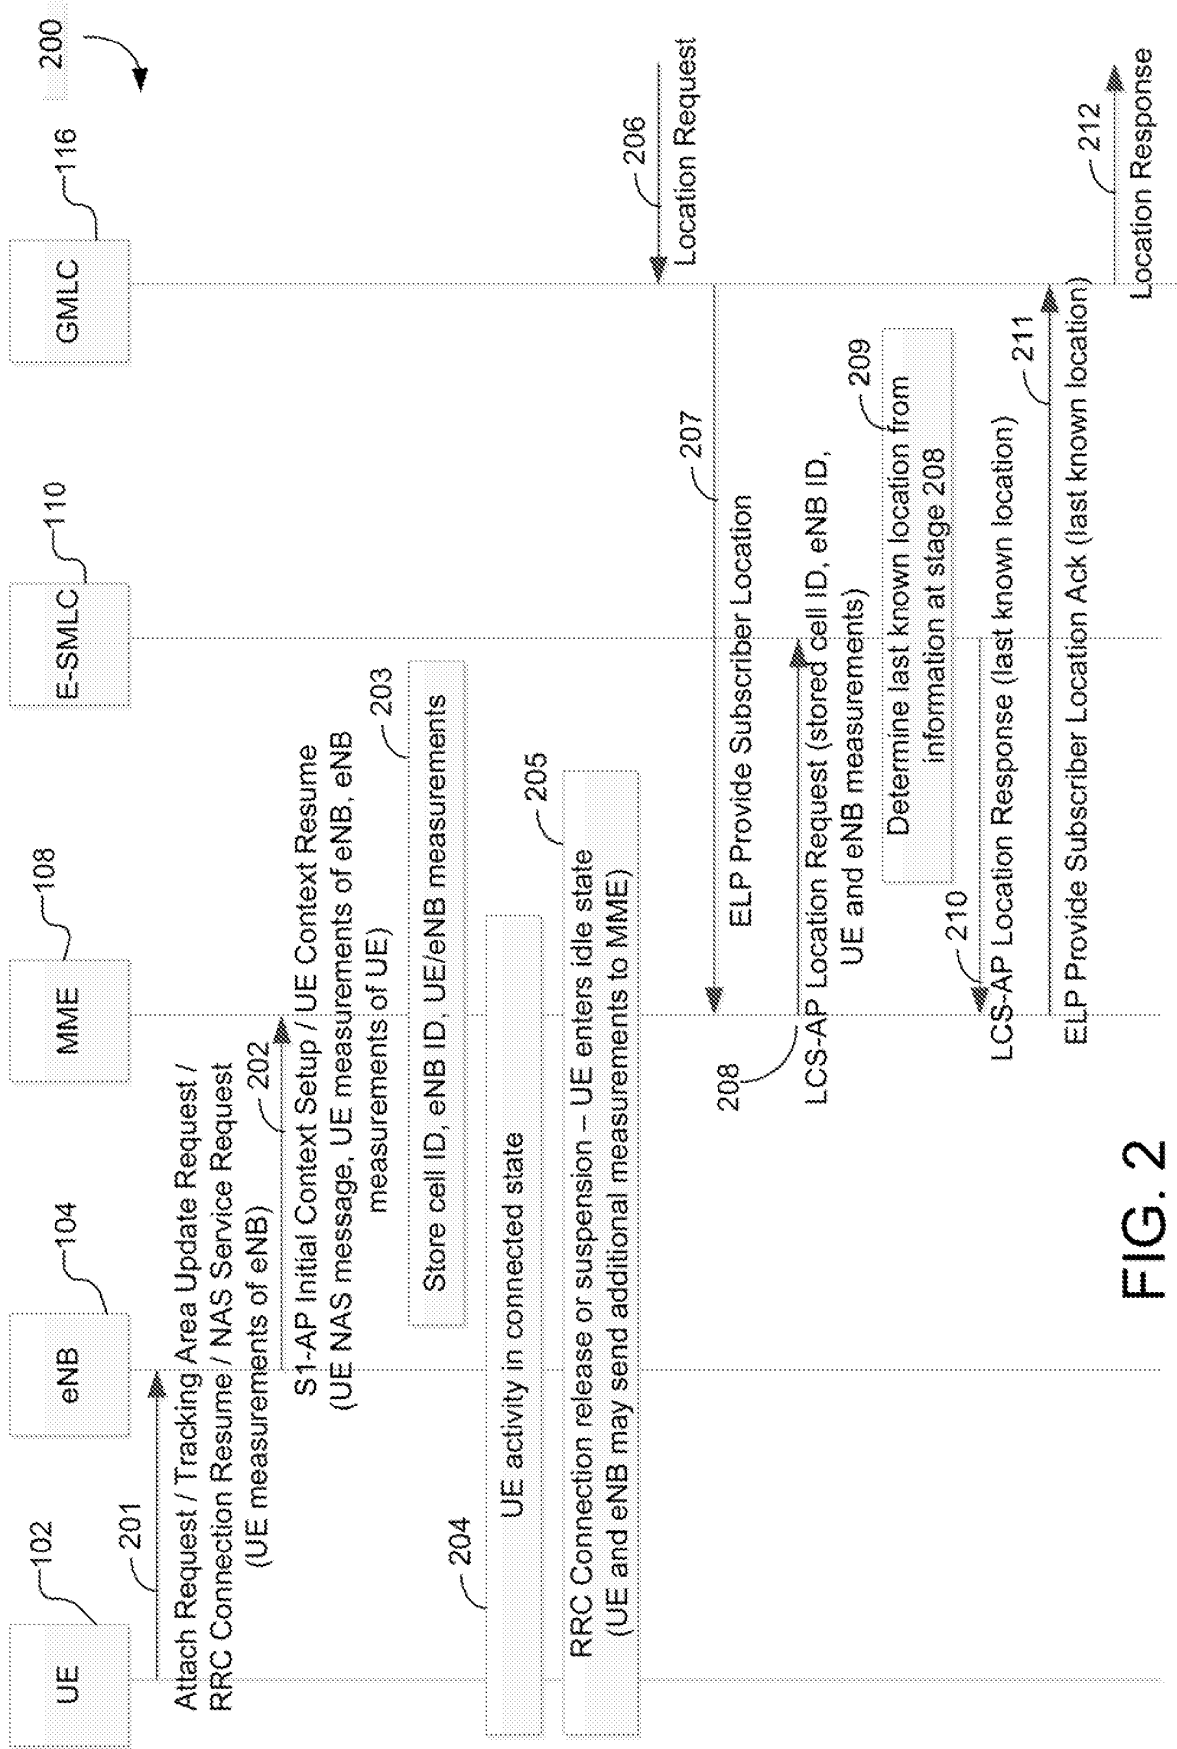 200
UE
102
eNB
104
MME
108
E-SMLC
110
GMLC
116
201
Attach Request / Tracking Area Update Request /
RRC Connection Resume / NAS Service Request
(UE measurements of eNB)
202
S1-AP Initial Context Setup / UE Context Resume
(UE NAS message, UE measurements of eNB, eNB
measurements of UE)
203
Store cell ID, eNB ID, UE/eNB measurements
204
UE activity in connected state
205
RRC Connection release or suspension – UE enters idle state
(UE and eNB may send additional measurements to MME)
206
Location Request
207
ELP Provide Subscriber Location
208
LCS-AP Location Request (stored cell ID, eNB ID,
UE and eNB measurements)
209
Determine last known location from
information at stage 208
210
LCS-AP Location Response (last known location)
211
ELP Provide Subscriber Location Ack (last known location)
212
Location Response
FIG. 2